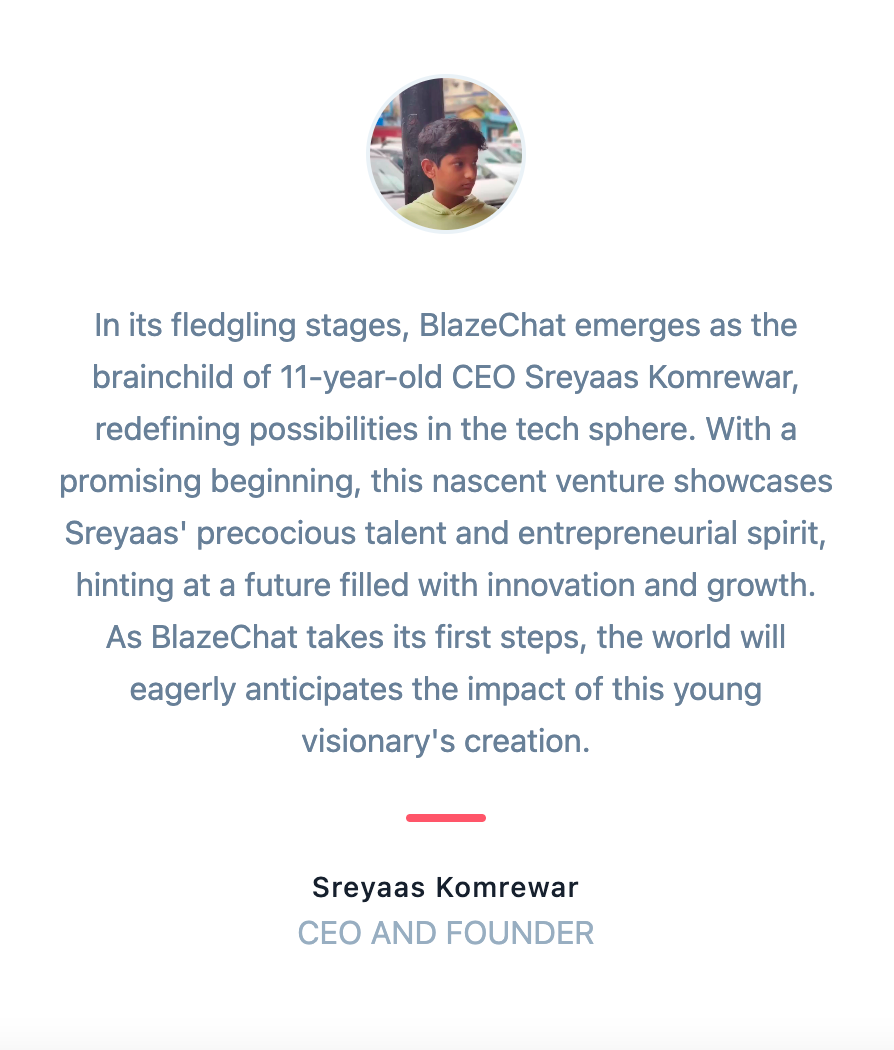 In its fledgling stages, BlazeChat emerges as the
brainchild of 11-year-old CEO Sreyaas Komrewar,
redefining possibilities in the tech sphere. With a
promising beginning, this nascent venture showcases
Sreyaas' precocious talent and entrepreneurial spirit,
hinting at a future filled with innovation and growth.
As BlazeChat takes its first steps, the world will
eagerly anticipates the impact of this young
visionary's creation.
Sreyaas Komrewar
CEO AND FOUNDER